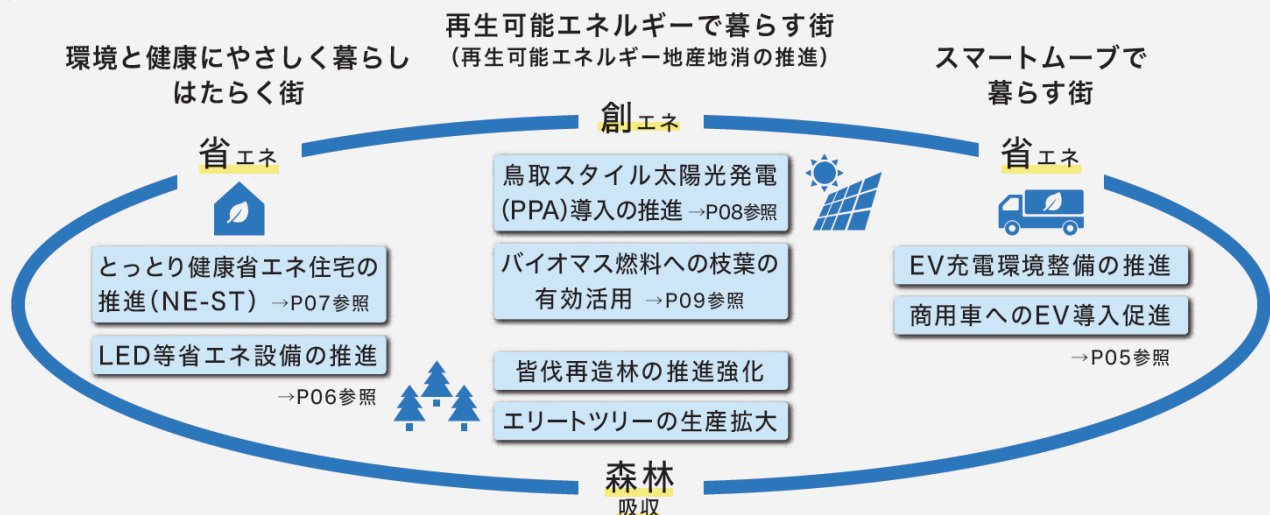 環境と健康にやさしく暮らし
はたらく街
省エネ
とっとり健康省エネ住宅の
推進(NE-ST) →P07参照
LED等省エネ設備の推進
→P06参照
再生可能エネルギーで暮らす街
(再生可能エネルギー地産地消の推進)
創エネ
鳥取スタイル太陽光発電
(PPA)導入の推進 →P08参照
バイオマス燃料への枝葉の
有効活用 →P09参照
皆伐再造林の推進強化
エリートツリーの生産拡大
森林
吸収
スマートムーブで
暮らす街
省エネ
EV充電環境整備の推進
商用車へのEV導入促進
→P05参照